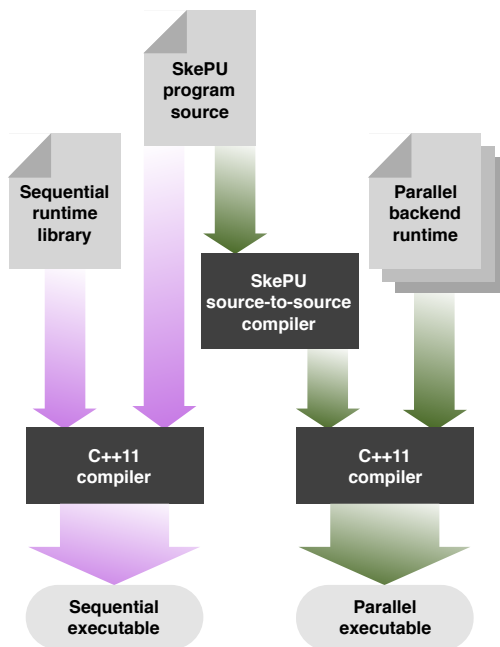 SkePU
program
source
Sequential
runtime
library
Parallel
backend
runtime
SkePU
source-to-source
compiler
C++11
compiler
C++11
compiler
Sequential
executable
Parallel
executable